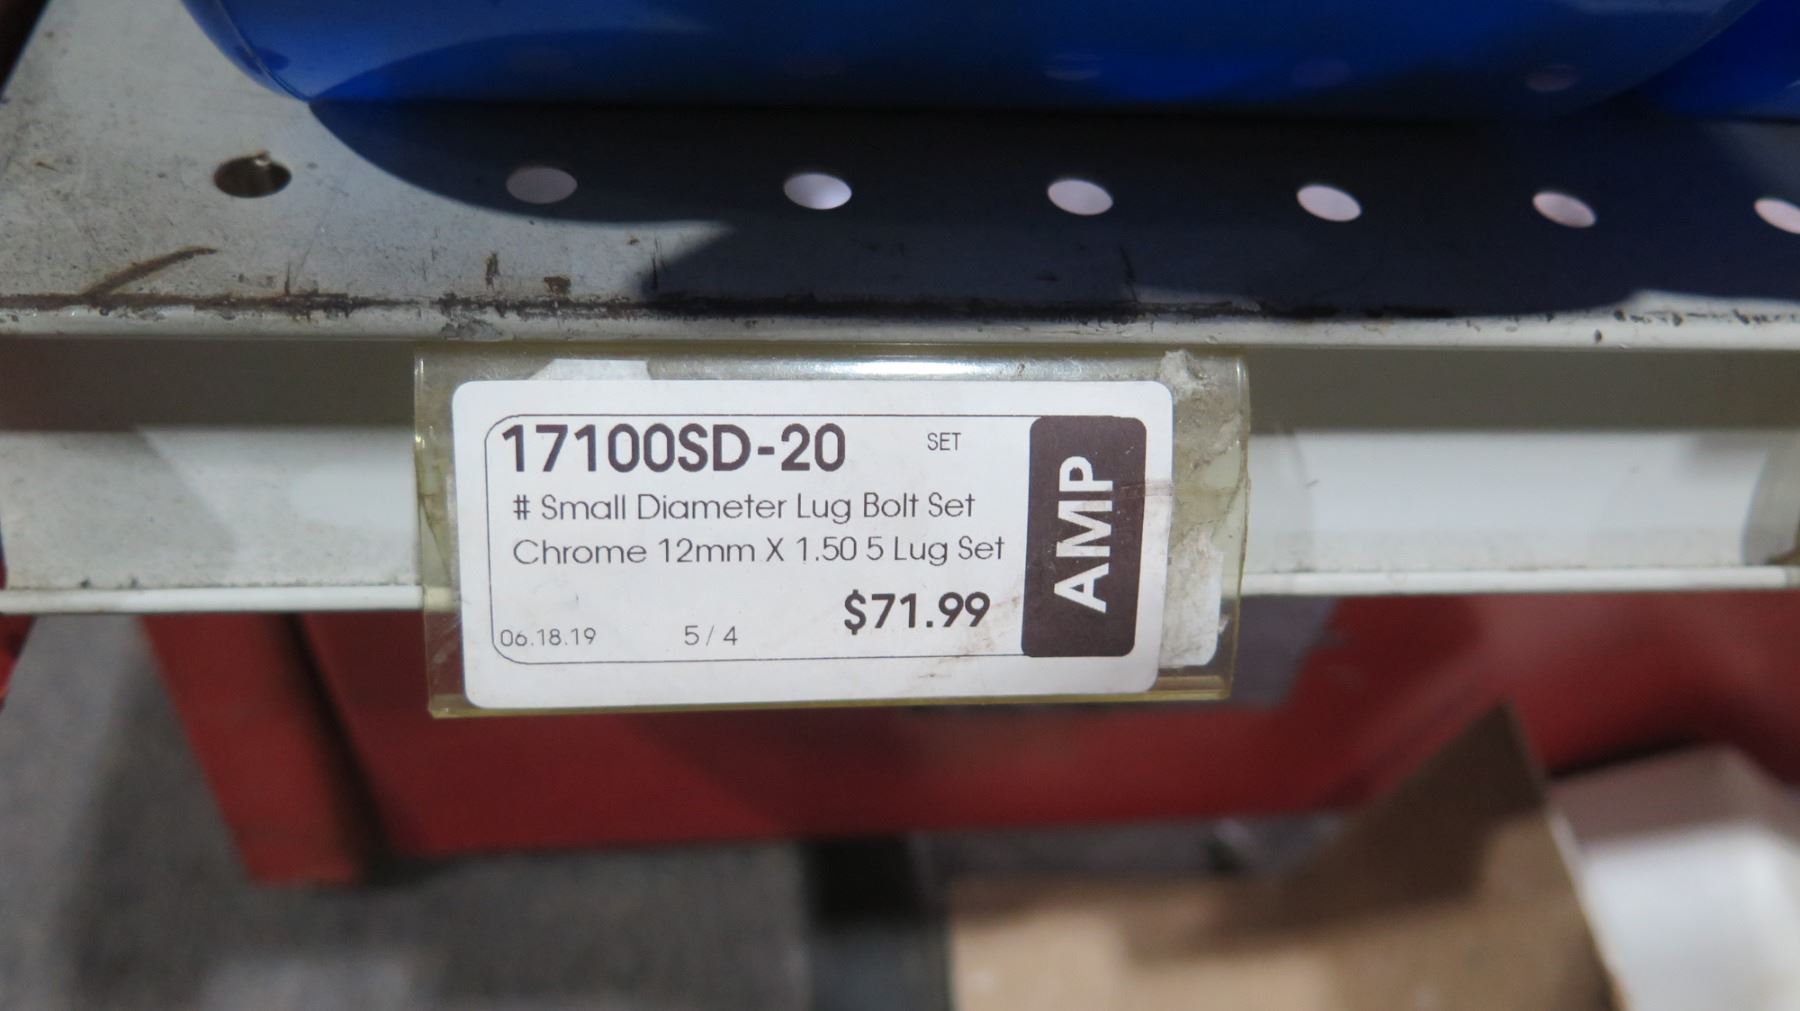 17100SD-20 SET
# Small Diameter Lug Bolt Set
Chrome 12mm X 1.50 5 Lug Set
$71.99
06.18.19 5/4
AMP